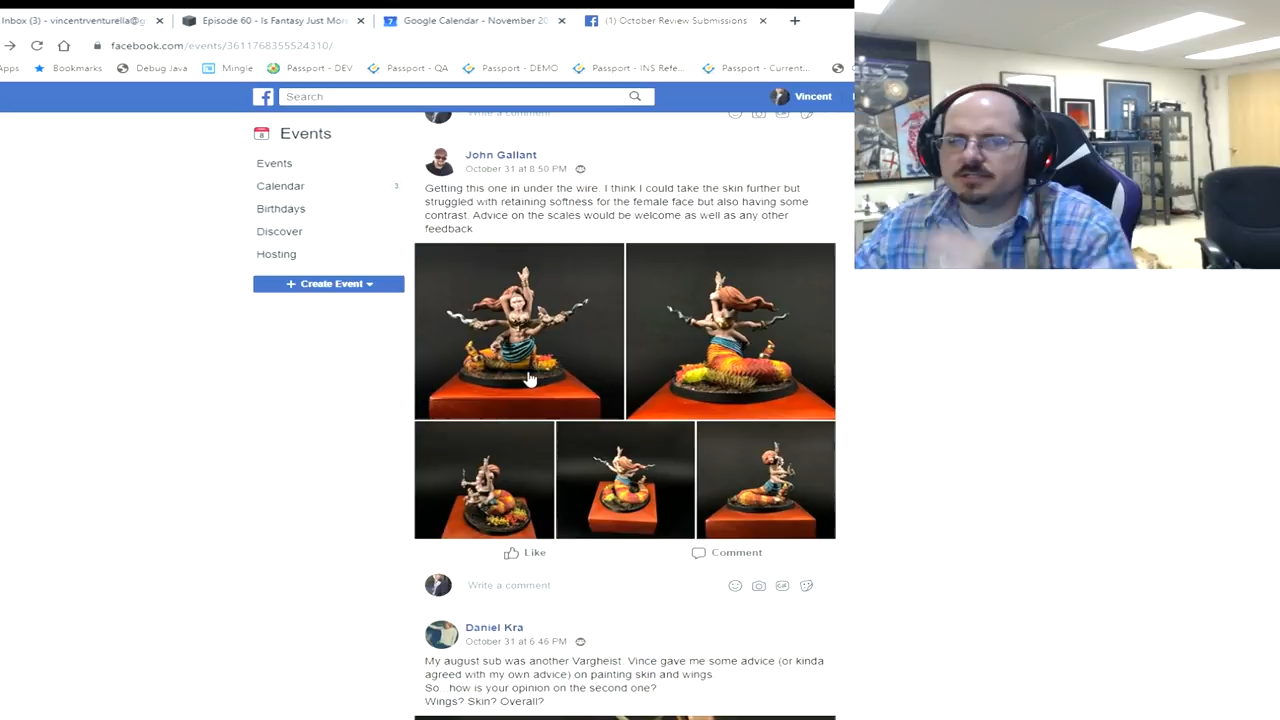 Inbox (3) - vincentrventurella@g
Episode 60 - Is Fantasy Just More
Google Calendar - November 20
(1) October Review Submissions
facebook.com/events/3611768355524310/
Apps
Bookmarks
Debug Java
Mingle
Passport - DEV
Passport - QA
Passport - DEMO
Passport - INS Refe...
Passport - Current...
Search
Vincent
Events
Events
Calendar 3
Birthdays
Discover
Hosting
+ Create Event
Write a comment
John Gallant
October 31 at 8:50 PM
Getting this one in under the wire. I think I could take the skin further but
struggled with retaining softness for the female face but also having some
contrast. Advice on the scales would be welcome as well as any other
feedback
Like
Comment
Write a comment
Daniel Kra
October 31 at 6:46 PM
My august sub was another Vargheist. Vince gave me some advice (or kinda
agreed with my own advice) on painting skin and wings.
So...how is your opinion on the second one?
Wings? Skin? Overall?